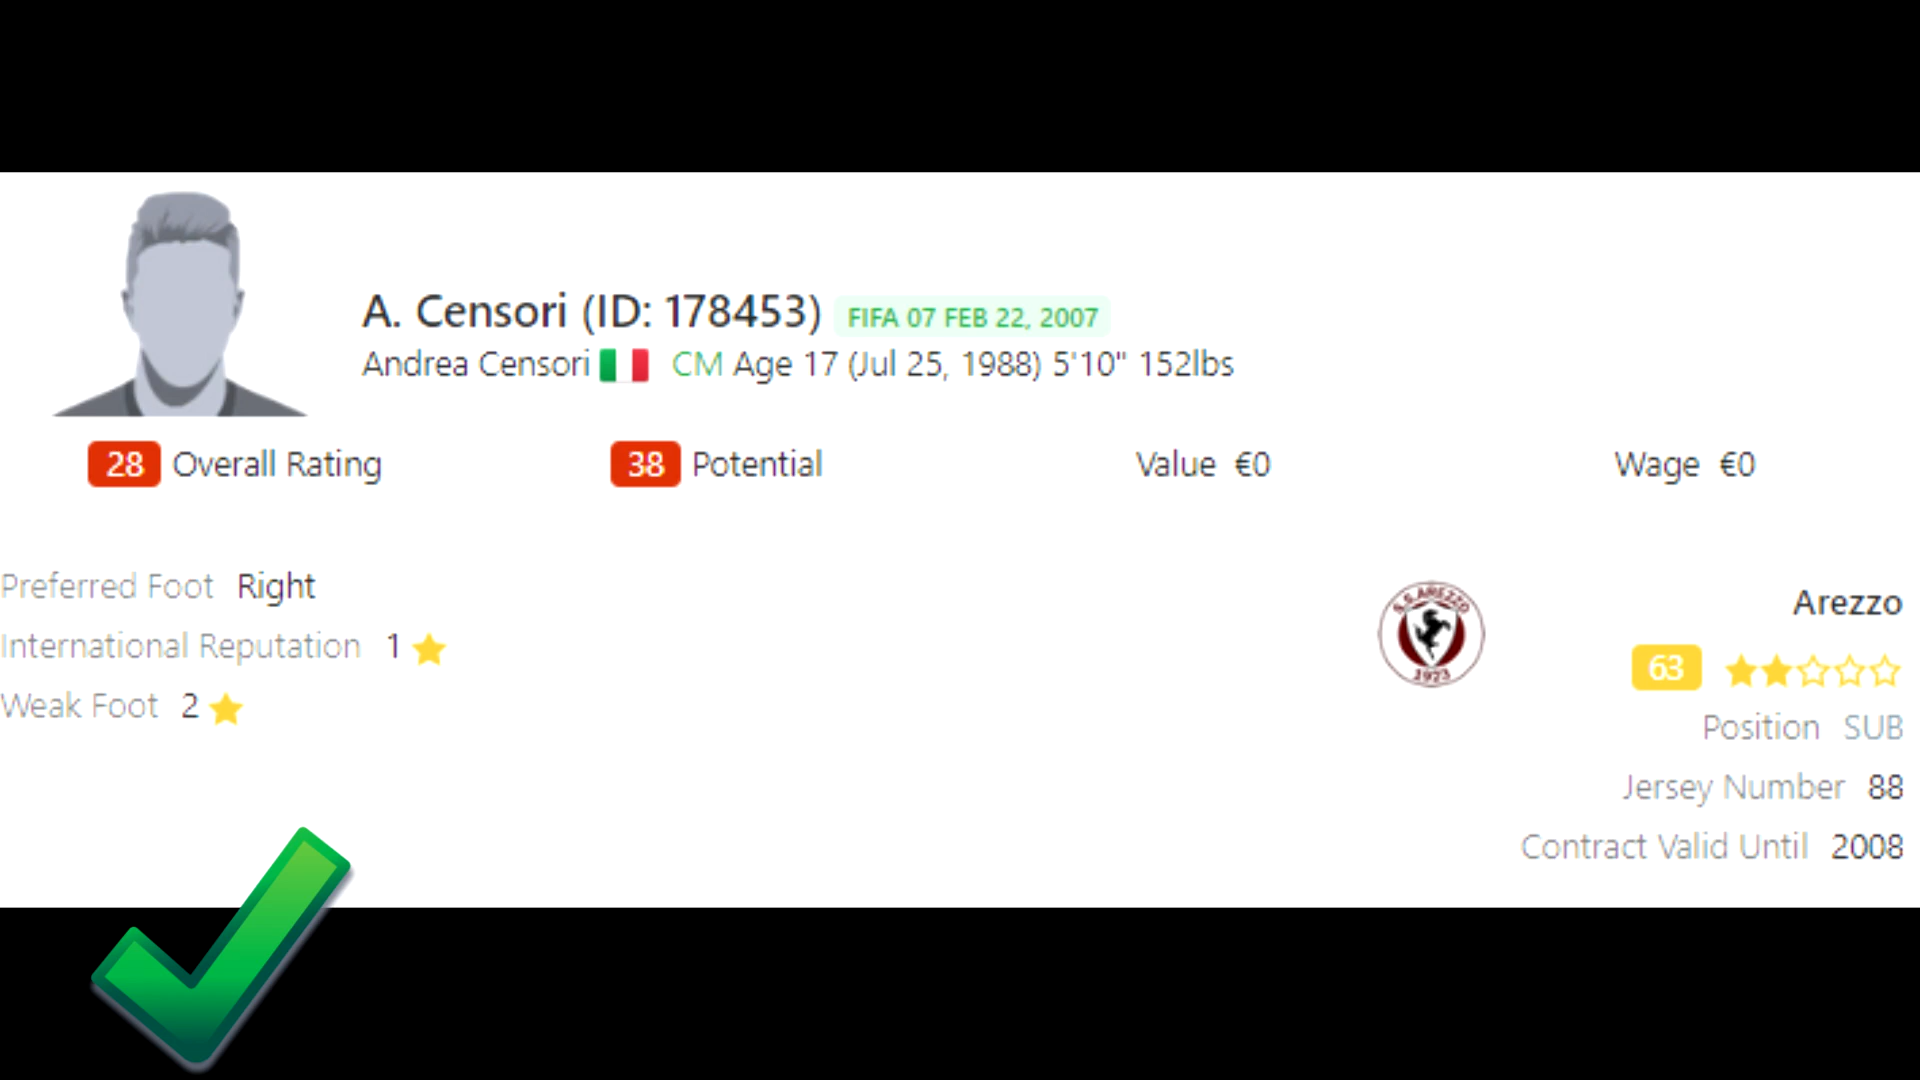 A. Censori (ID: 178453) FIFA 07 FEB 22, 2007
Andrea Censori CM Age 17 (Jul 25, 1988) 5'10" 152lbs
28 Overall Rating 38 Potential Value €0 Wage €0
Preferred Foot Right
International Reputation 1
Weak Foot 2
S.S. AREZZO
1923
Arezzo
63
Position SUB
Jersey Number 88
Contract Valid Until 2008